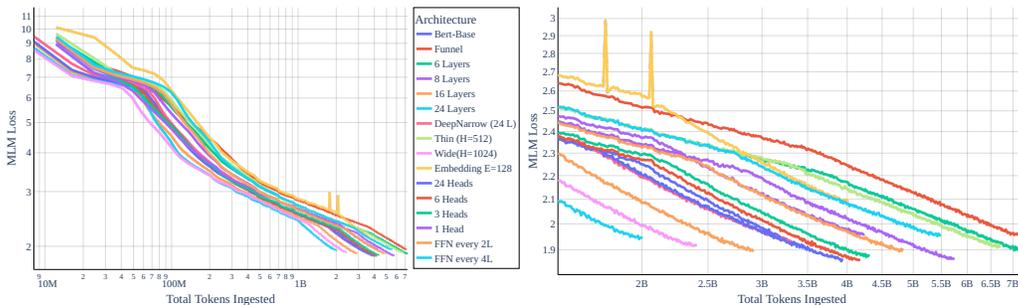 11
10
9
8
7
6
5
4
3
2
MLM Loss
9 2 3 4 5 6 7 8 9 2 3 4 5 6 7 8 9 2 3 4 5 6 7
10M 100M 1B
Total Tokens Ingested
Architecture
Bert-Base
Funnel
6 Layers
8 Layers
16 Layers
24 Layers
DeepNarrow (24 L)
Thin (H=512)
Wide(H=1024)
Embedding E=128
24 Heads
6 Heads
3 Heads
1 Head
FFN every 2L
FFN every 4L
3
2.9
2.8
2.7
2.6
2.5
2.4
2.3
2.2
2.1
2
1.9
MLM Loss
2B 2.5B 3B 3.5B 4B 4.5B 5B 5.5B 6B 6.5B 7B
Total Tokens Ingested